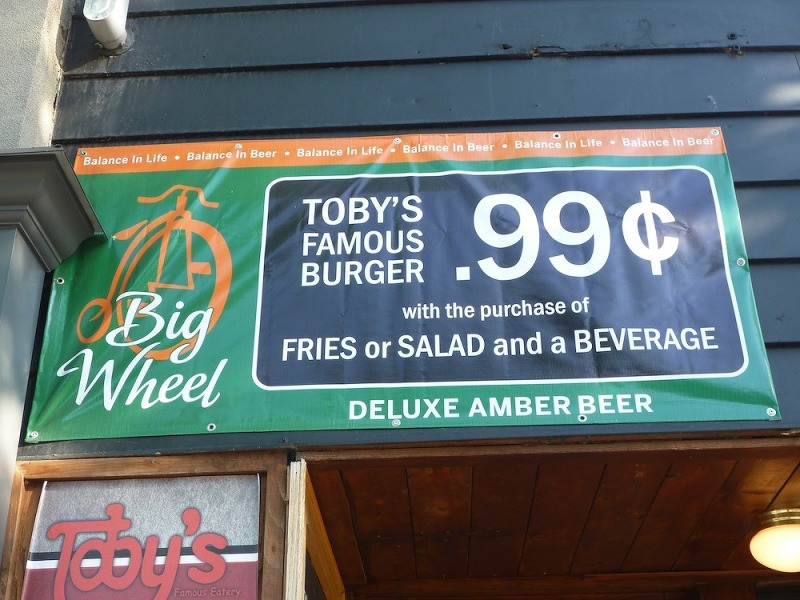 Balance In Life • Balance In Beer • Balance In Life • Balance In Beer • Balance In Life • Balance In Beer
TOBY'S
FAMOUS
BURGER
.99¢
with the purchase of
FRIES or SALAD and a BEVERAGE
Big
Wheel
DELUXE AMBER BEER
Toby's
Famous Eatery